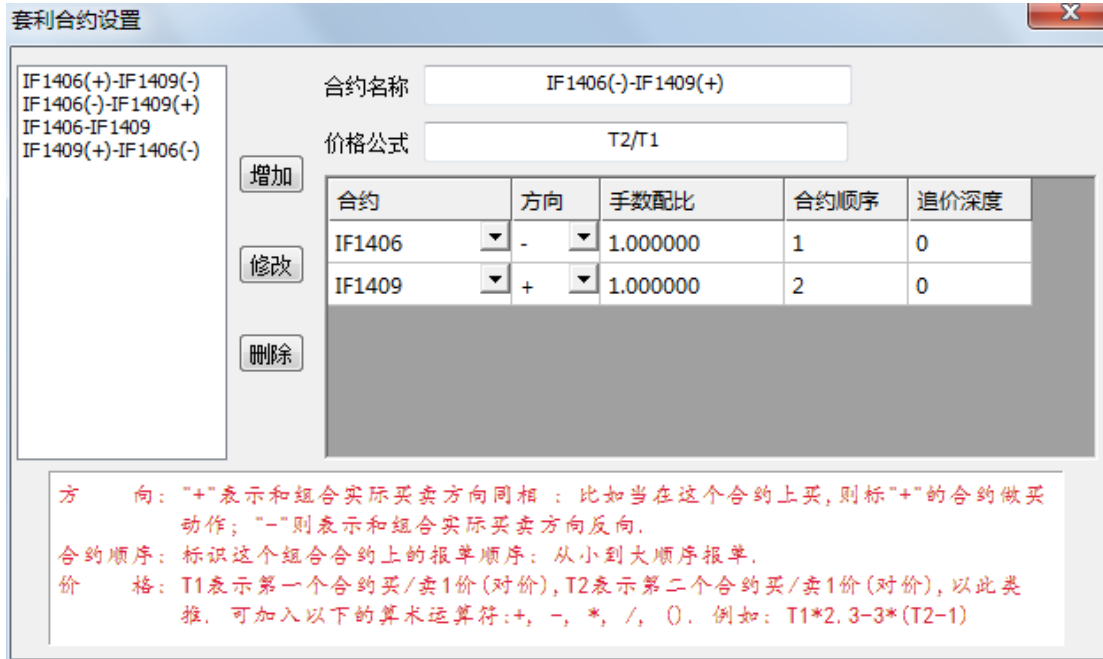 套利合约设置
X
IF1406(+)-IF1409(-)
IF1406(-)-IF1409(+)
IF1406-IF1409
IF1409(+)-IF1406(-)
增加
修改
删除
合约名称 IF1406(-)-IF1409(+)
价格公式 T2/T1
合约 方向 手数配比 合约顺序 追价深度
IF1406 - 1.000000 1 0
IF1409 + 1.000000 2 0
方 向: "+"表示和组合实际买卖方向同相 : 比如当在这个合约上买,则标"+"的合约做买
动作; "-"则表示和组合实际买卖方向反向.
合约顺序: 标识这个组合合约上的报单顺序: 从小到大顺序报单.
价 格: T1表示第一个合约买/卖1价(对价),T2表示第二个合约买/卖1价(对价),以此类
推. 可加入以下的算术运算符:+, -, *, /, (). 例如: T1*2.3-3*(T2-1)